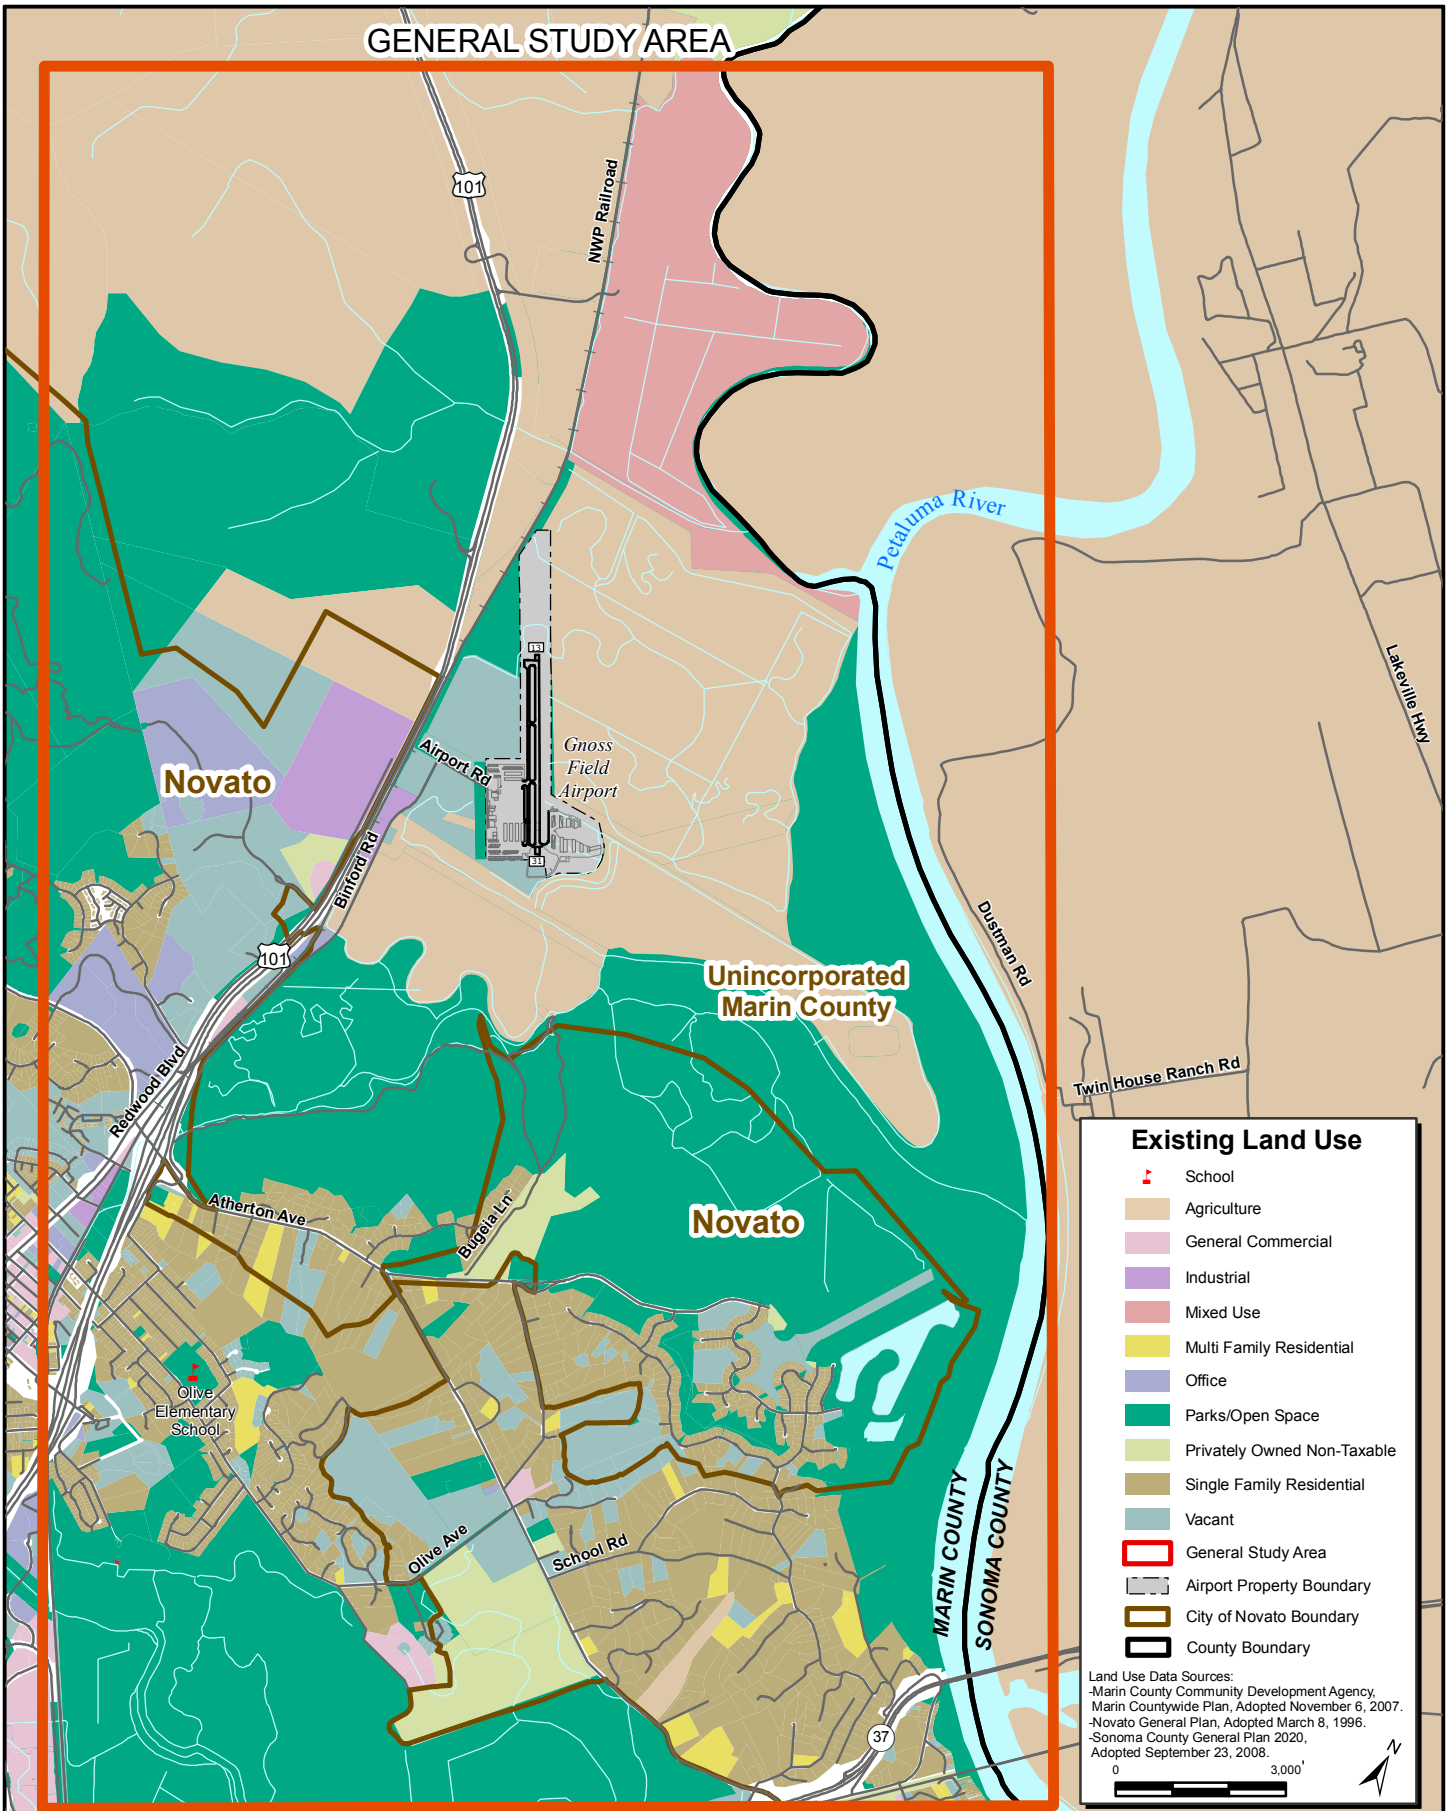 GENERAL STUDY AREA
101
NWP Railroad
Petaluma River
Lakeville Hwy
13
Gnoss
Field
Airport
Airport Rd
Novato
31
Binford Rd
101
Dustman Rd
Unincorporated
Marin County
Redwood Blvd
Twin House Ranch Rd
Atherton Ave
Bugeia Ln
Novato
Olive
Elementary
School
Olive Ave
School Rd
MARIN COUNTY
SONOMA COUNTY
37
Existing Land Use
School
Agriculture
General Commercial
Industrial
Mixed Use
Multi Family Residential
Office
Parks/Open Space
Privately Owned Non-Taxable
Single Family Residential
Vacant
General Study Area
Airport Property Boundary
City of Novato Boundary
County Boundary
Land Use Data Sources:
-Marin County Community Development Agency,
Marin Countywide Plan, Adopted November 6, 2007.
-Novato General Plan, Adopted March 8, 1996.
-Sonoma County General Plan 2020,
Adopted September 23, 2008.
N
0 3,000'